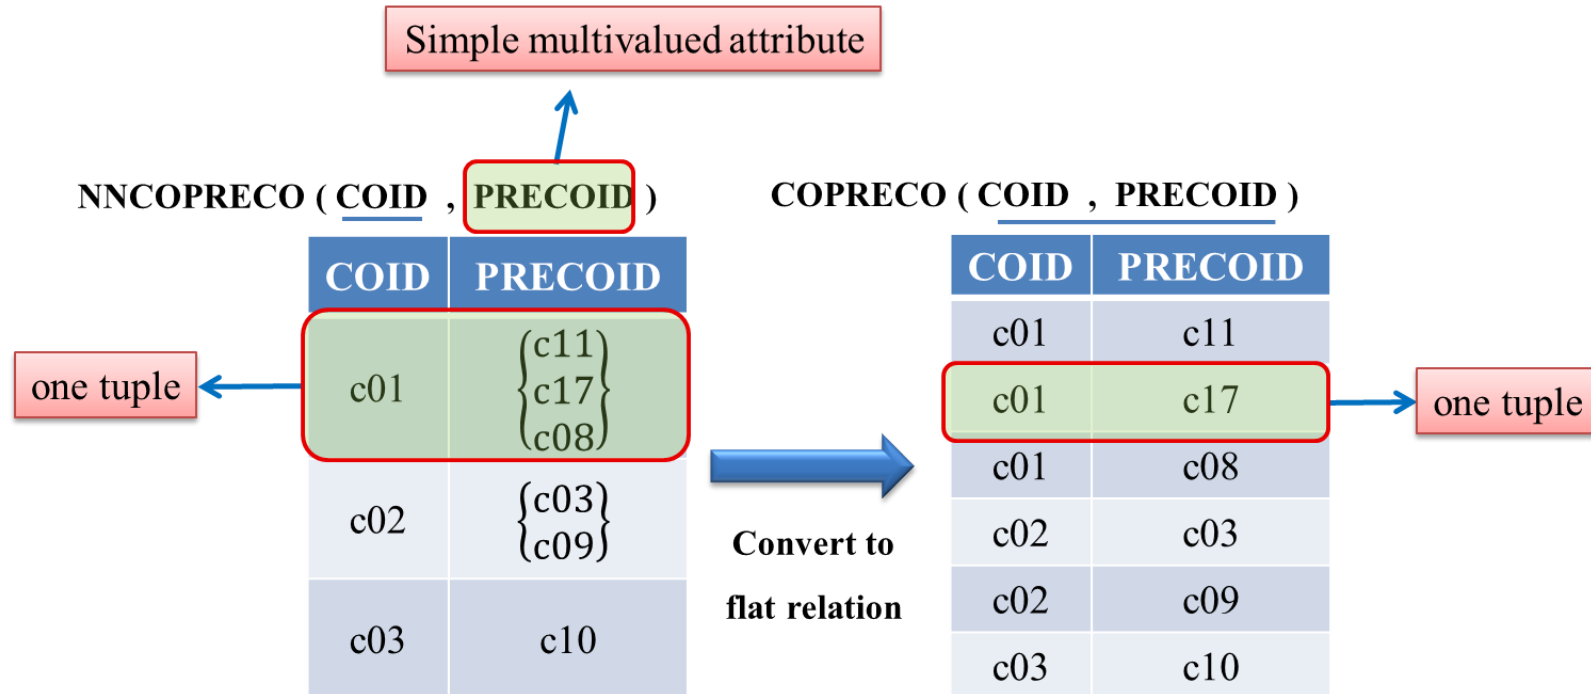 Simple multivalued attribute
NNCOPRECO ( COID , PRECOID )
COID PRECOID
one tuple
c01
c11
c17
c08
c02
c03
c09
c03 c10
Convert to
flat relation
COPRECO ( COID , PRECOID )
COID PRECOID
c01 c11
c01 c17
one tuple
c01 c08
c02 c03
c02 c09
c03 c10